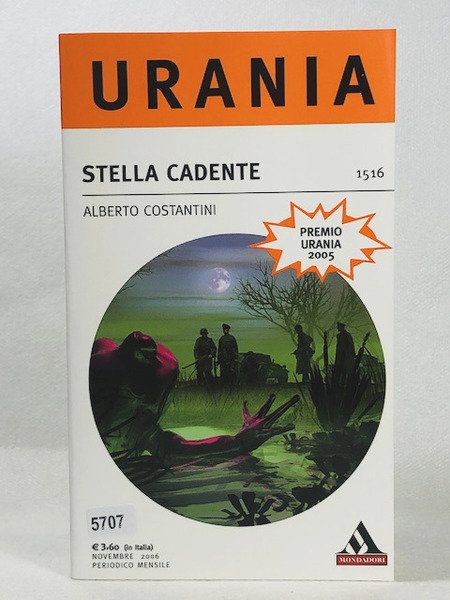 URANIA
STELLA CADENTE 1516
ALBERTO COSTANTINI
PREMIO
URANIA
2005
5707
€ 3,60 (in Italia)
NOVEMBRE 2006
PERIODICO MENSILE
MONDADORI